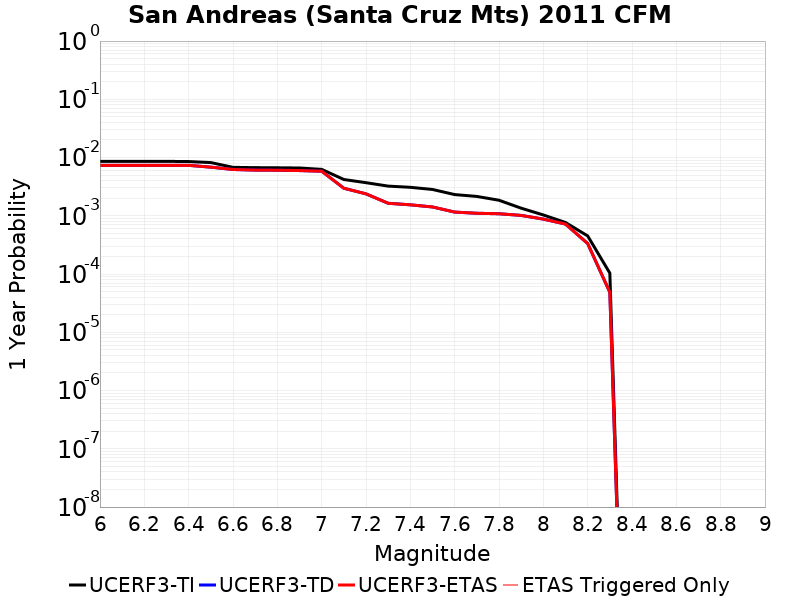 San Andreas (Santa Cruz Mts) 2011 CFM
1 Year Probability
10^0
10^-1
10^-2
10^-3
10^-4
10^-5
10^-6
10^-7
10^-8
6 6.2 6.4 6.6 6.8 7 7.2 7.4 7.6 7.8 8 8.2 8.4 8.6 8.8 9
Magnitude
UCERF3-TI UCERF3-TD UCERF3-ETAS ETAS Triggered Only